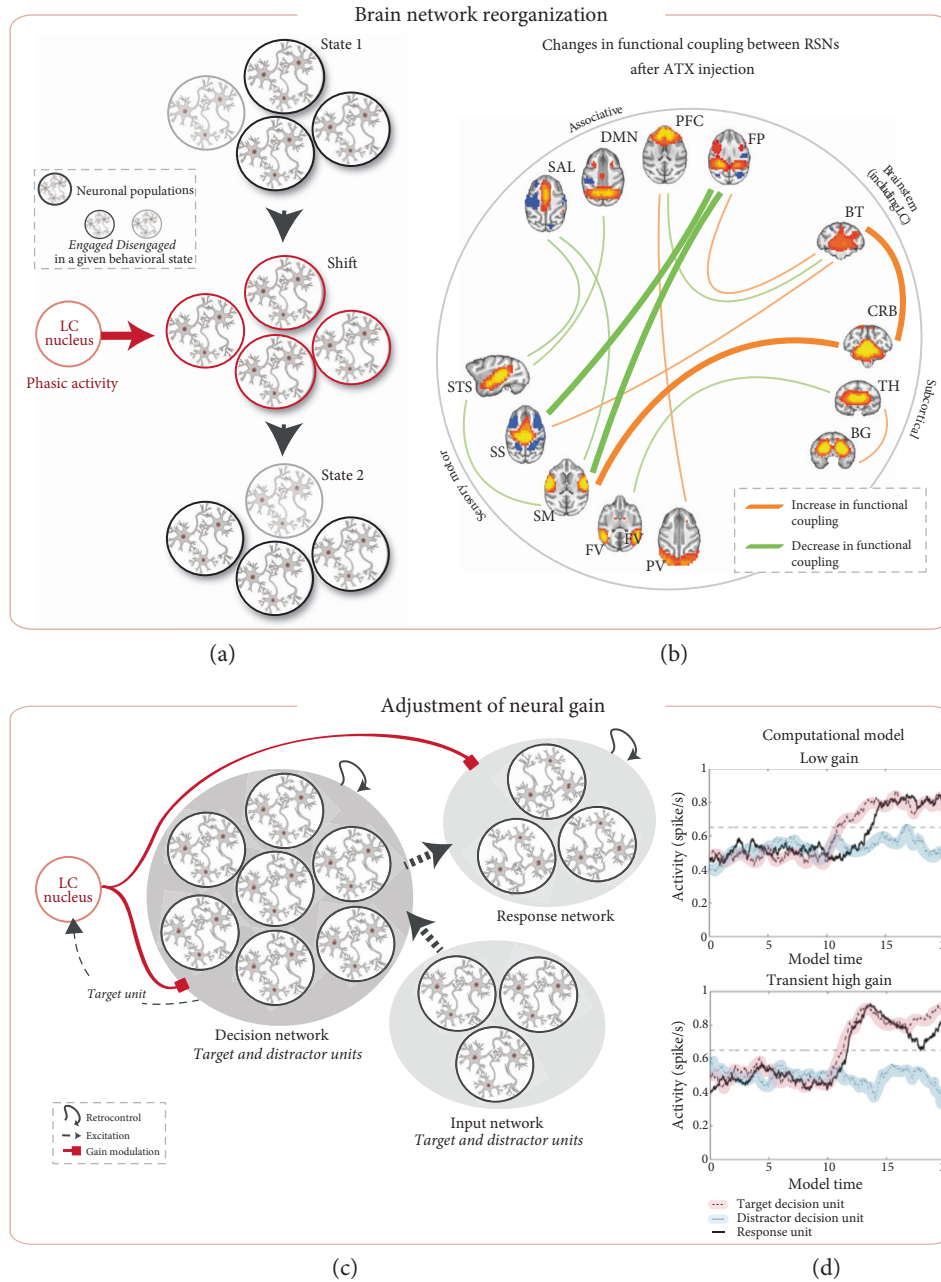 Brain network reorganization
State 1
Neuronal populations
Engaged Disengaged
in a given behavioral state
Shift
LC
nucleus
Phasic activity
State 2
(a)
Changes in functional coupling between RSNs
after ATX injection
Associative
Brainstem
(including LC)
Subcortical
Sensory motor
SAL
DMN
PFC
FP
BT
CRB
TH
BG
STS
SS
SM
FV
FV
PV
Increase in functional
coupling
Decrease in functional
coupling
(b)
Adjustment of neural gain
LC
nucleus
Target unit
Decision network
Target and distractor units
Response network
Input network
Target and distractor units
Retrocontrol
Excitation
Gain modulation
(c)
Computational model
Low gain
Activity (spike/s)
1
0.8
0.6
0.4
0.2
0
0
5
10
15
Model time
Transient high gain
Activity (spike/s)
1
0.8
0.6
0.4
0.2
0
0
5
10
15
Model time
Target decision unit
Distractor decision unit
Response unit
(d)